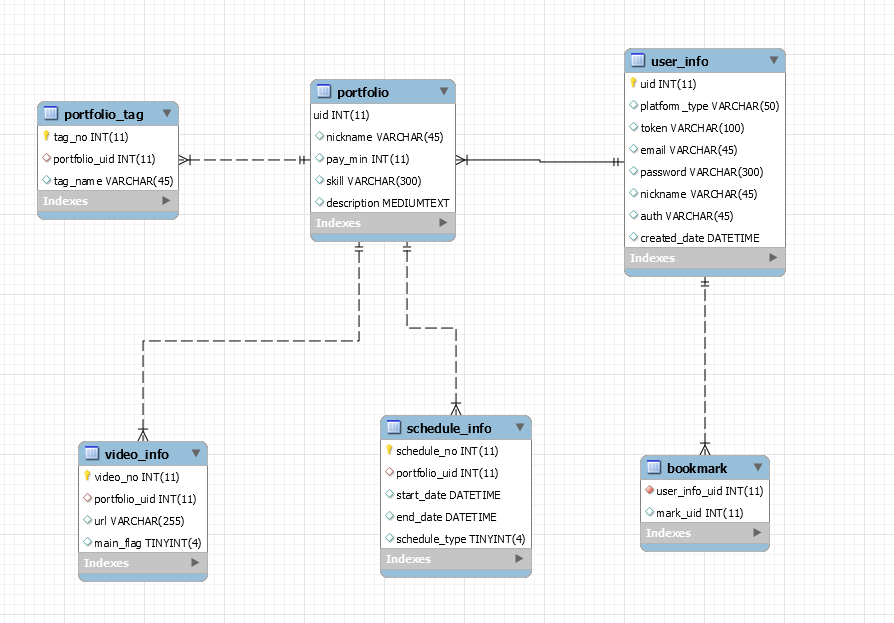 portfolio_tag
tag_no INT(11)
portfolio_uid INT(11)
tag_name VARCHAR(45)
Indexes
portfolio
uid INT(11)
nickname VARCHAR(45)
pay_min INT(11)
skill VARCHAR(300)
description MEDIUMTEXT
Indexes
user_info
uid INT(11)
platform_type VARCHAR(50)
token VARCHAR(100)
email VARCHAR(45)
password VARCHAR(300)
nickname VARCHAR(45)
auth VARCHAR(45)
created_date DATETIME
Indexes
video_info
video_no INT(11)
portfolio_uid INT(11)
url VARCHAR(255)
main_flag TINYINT(4)
Indexes
schedule_info
schedule_no INT(11)
portfolio_uid INT(11)
start_date DATETIME
end_date DATETIME
schedule_type TINYINT(4)
Indexes
bookmark
user_info_uid INT(11)
mark_uid INT(11)
Indexes